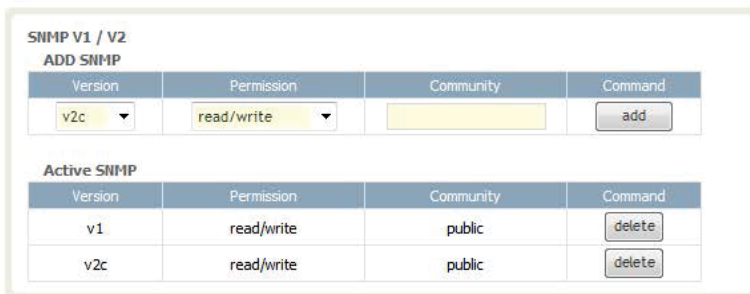 SNMP V1 / V2
ADD SNMP
Version Permission Community Command
v2c read/write add
Active SNMP
Version Permission Community Command
v1 read/write public delete
v2c read/write public delete